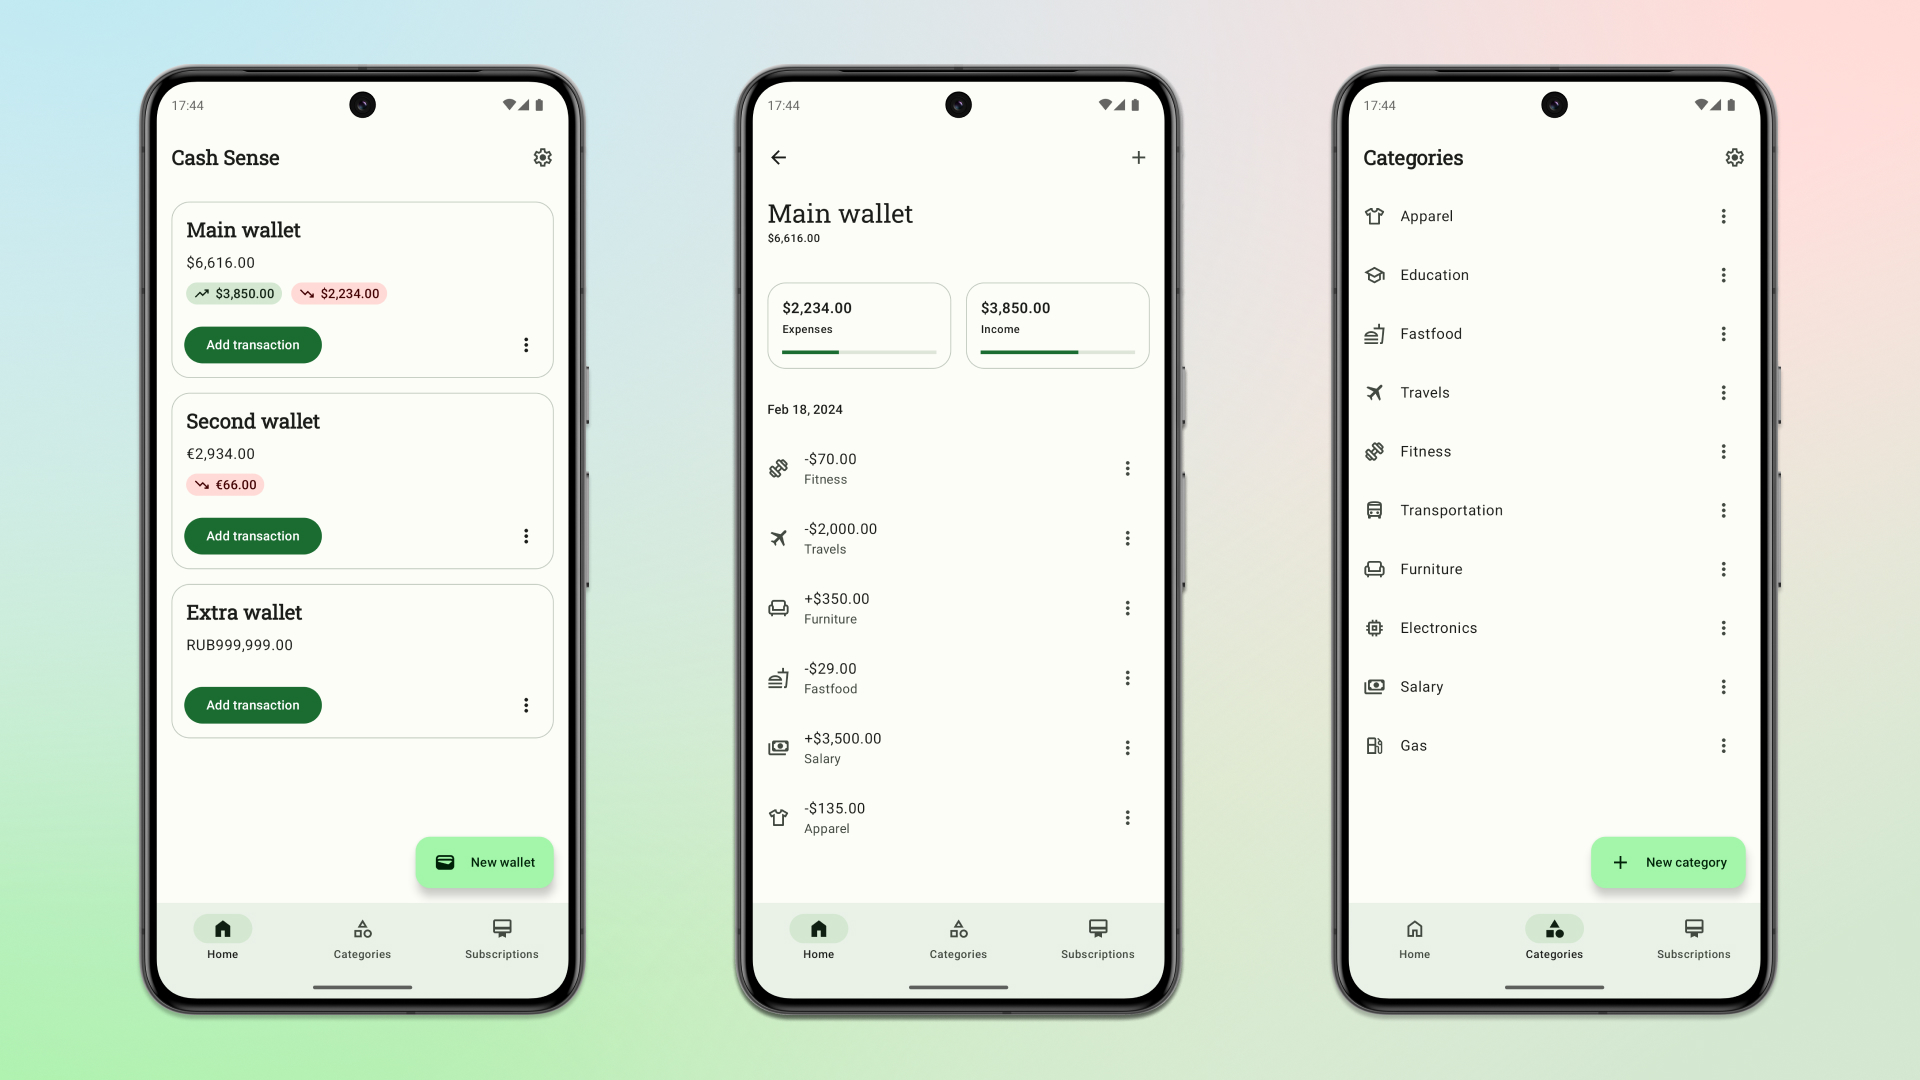 17:44
Cash Sense
Main wallet
$6,616.00
$3,850.00 $2,234.00
Add transaction
Second wallet
€2,934.00
€66.00
Add transaction
Extra wallet
RUB999,999.00
Add transaction
New wallet
Home Categories Subscriptions
17:44
Main wallet
$6,616.00
$2,234.00
Expenses
$3,850.00
Income
Feb 18, 2024
-$70.00
Fitness
-$2,000.00
Travels
+$350.00
Furniture
-$29.00
Fastfood
+$3,500.00
Salary
-$135.00
Apparel
Home Categories Subscriptions
17:44
Categories
Apparel
Education
Fastfood
Travels
Fitness
Transportation
Furniture
Electronics
Salary
Gas
New category
Home Categories Subscriptions